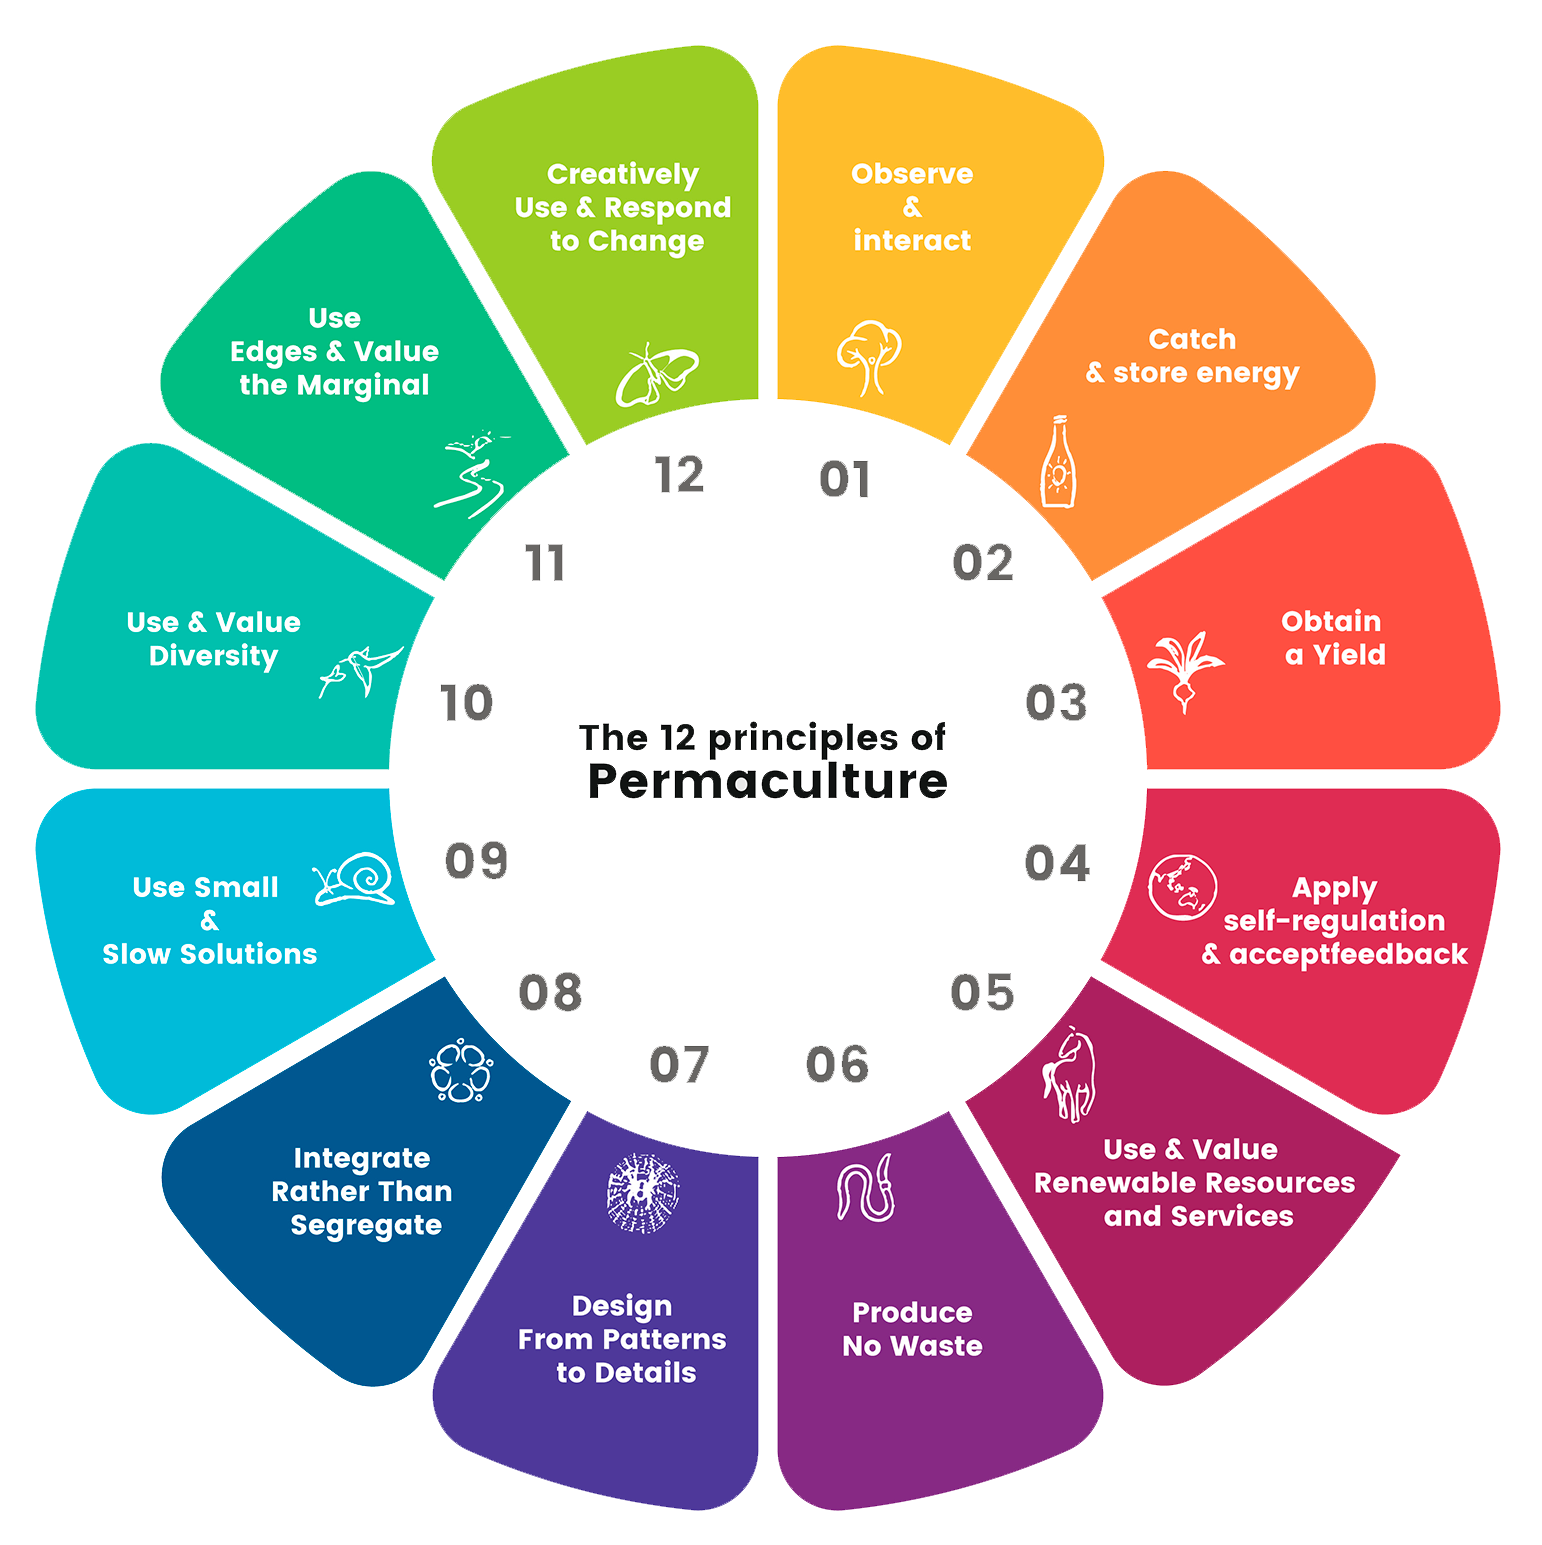 The 12 principles of
Permaculture
01
Observe
&
interact
02
Catch
& store energy
03
Obtain
a Yield
04
Apply
self-regulation
& acceptfeedback
05
Use & Value
Renewable Resources
and Services
06
Produce
No Waste
07
Design
From Patterns
to Details
08
Integrate
Rather Than
Segregate
09
Use Small
&
Slow Solutions
10
Use & Value
Diversity
11
Use
Edges & Value
the Marginal
12
Creatively
Use & Respond
to Change